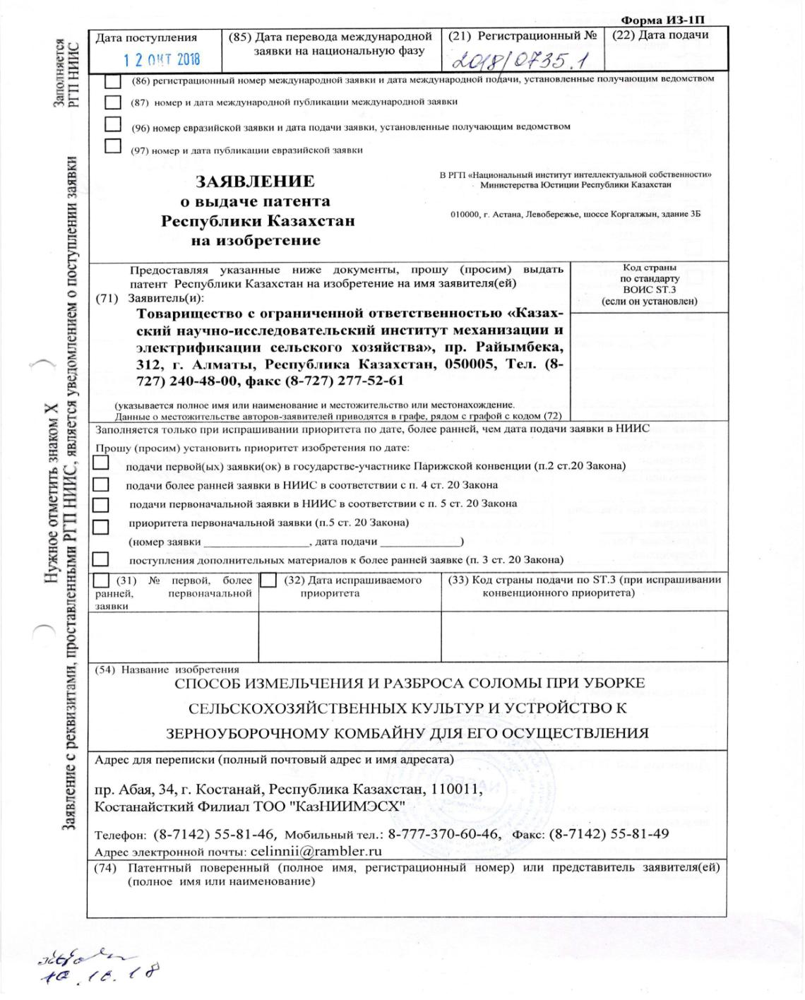 Форма ИЗ-1П
Дата поступления
12 ОКТ 2018
(85) Дата перевода международной
заявки на национальную фазу
(21) Регистрационный №
2018/0735.1
(22) Дата подачи
Заполняется
РГП НИИС
(86) регистрационный номер международной заявки и дата международной подачи, установленные получающим ведомством
(87) номер и дата международной публикации международной заявки
(96) номер евразийской заявки и дата подачи заявки, установленные получающим ведомством
(97) номер и дата публикации евразийской заявки
ЗАЯВЛЕНИЕ
о выдаче патента
Республики Казахстан
на изобретение
В РГП «Национальный институт интеллектуальной собственности»
Министерства Юстиции Республики Казахстан
010000, г. Астана, Левобережье, шоссе Коргалжын, здание 3Б
Предоставляя указанные ниже документы, прошу (просим) выдать
патент Республики Казахстан на изобретение на имя заявителя(ей)
(71) Заявитель(и):
Товарищество с ограниченной ответственностью «Казах-
ский научно-исследовательский институт механизации и
электрификации сельского хозяйства», пр. Райымбека,
312, г. Алматы, Республика Казахстан, 050005, Тел. (8-
727) 240-48-00, факс (8-727) 277-52-61
(указывается полное имя или наименование и местожительство или местонахождение.
Данные о местожительстве авторов-заявителей приводятся в графе, рядом с графой с кодом (72)
Код страны
по стандарту
ВОИС ST.3
(если он установлен)
Нужное отметить знаком X
Заявление с реквизитами, проставленными РГП НИИС, является уведомлением о поступлении заявки
Заполняется только при испрашивании приоритета по дате, более ранней, чем дата подачи заявки в НИИС
Прошу (просим) установить приоритет изобретения по дате:
подачи первой(ых) заявки(ок) в государстве-участнике Парижской конвенции (п.2 ст.20 Закона)
подачи более ранней заявки в НИИС в соответствии с п. 4 ст. 20 Закона
подачи первоначальной заявки в НИИС в соответствии с п. 5 ст. 20 Закона
приоритета первоначальной заявки (п.5 ст. 20 Закона)
(номер заявки ____________________, дата подачи _______________)
поступления дополнительных материалов к более ранней заявке (п. 3 ст. 20 Закона)
(31) № первой, более
ранней, первоначальной
заявки
(32) Дата испрашиваемого
приоритета
(33) Код страны подачи по ST.3 (при испрашивании
конвенционного приоритета)
(54) Название изобретения
СПОСОБ ИЗМЕЛЬЧЕНИЯ И РАЗБРОСА СОЛОМЫ ПРИ УБОРКЕ
СЕЛЬСКОХОЗЯЙСТВЕННЫХ КУЛЬТУР И УСТРОЙСТВО К
ЗЕРНОУБОРОЧНОМУ КОМБАЙНУ ДЛЯ ЕГО ОСУЩЕСТВЛЕНИЯ
Адрес для переписки (полный почтовый адрес и имя адресата)
пр. Абая, 34, г. Костанай, Республика Казахстан, 110011,
Костанайсткий Филиал ТОО "КазНИИМЭСХ"
Телефон: (8-7142) 55-81-46, Мобильный тел.: 8-777-370-60-46, Факс: (8-7142) 55-81-49
Адрес электронной почты: celinnii@rambler.ru
(74) Патентный поверенный (полное имя, регистрационный номер) или представитель заявителя(ей)
(полное имя или наименование)